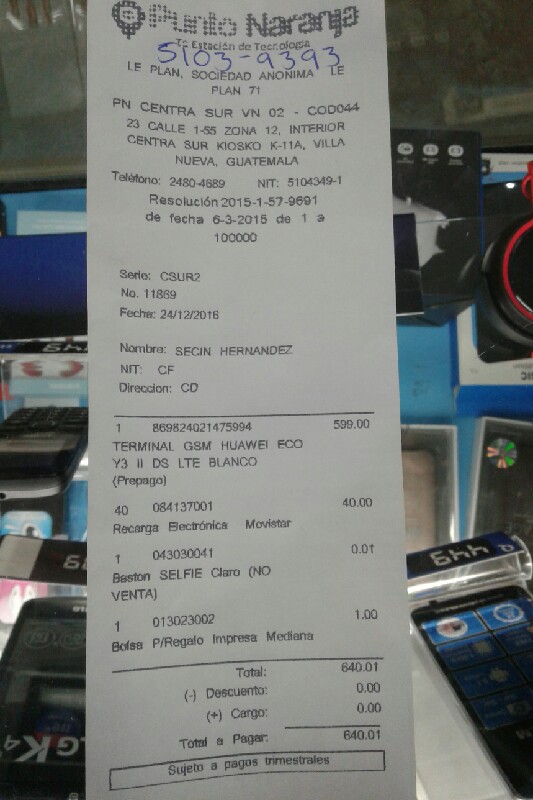 Punto Naranja
Tu Estación de Tecnología
5103-9393
LE PLAN, SOCIEDAD ANONIMA LE
PLAN 71
PN CENTRA SUR VN 02 - COD044
23 CALLE 1-55 ZONA 12, INTERIOR
CENTRA SUR KIOSKO K-11A, VILLA
NUEVA, GUATEMALA
Teléfono: 2480-4689 NIT: 5104349-1
Resolución 2015-1-57-9691
de fecha 6-3-2015 de 1 a
100000
Serie: CSUR2
No. 11869
Fecha: 24/12/2016
Nombre: SECIN HERNANDEZ
NIT: CF
Direccion: CD
1 869824021475994 599.00
TERMINAL GSM HUAWEI ECO
Y3 II DS LTE BLANCO
(Prepago)
40 084137001 40.00
Recarga Electrónica Movistar
1 043030041 0.01
Baston SELFIE Claro (NO
VENTA)
1 013023002 1.00
Bolsa P/Regalo Impresa Mediana
Total: 640.01
(-) Descuento: 0.00
(+) Cargo: 0.00
Total a Pagar: 640.01
Sujeto a pagos trimestrales
449
LG K4